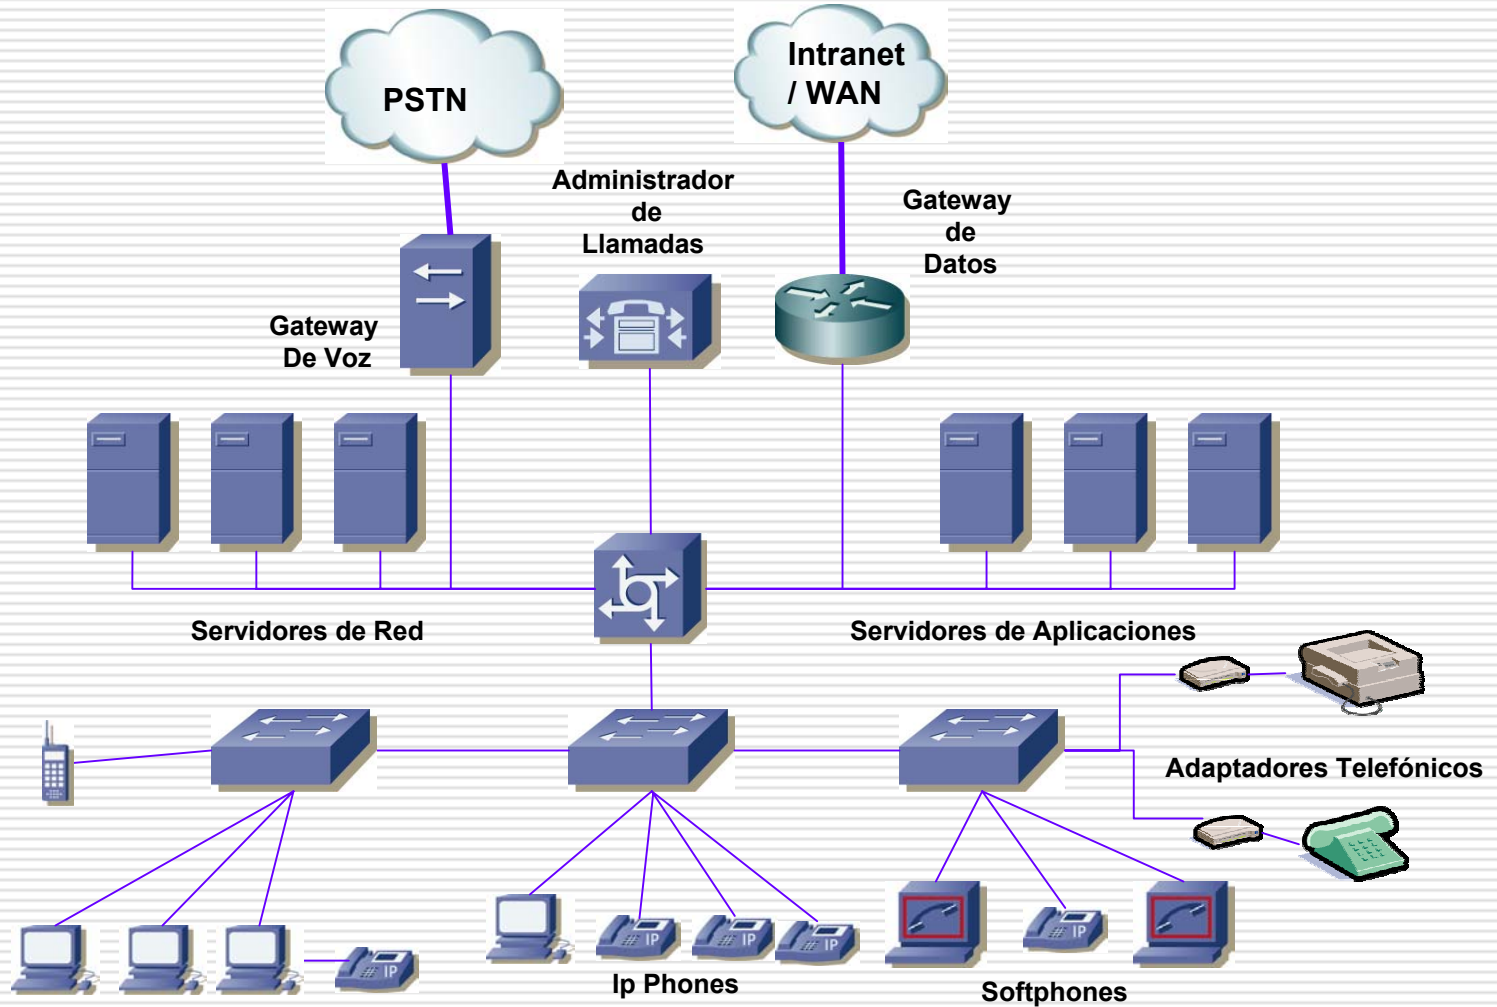 PSTN
Intranet
/ WAN
Administrador
de
Llamadas
Gateway
de
Datos
Gateway
De Voz
Servidores de Red
Servidores de Aplicaciones
Adaptadores Telefónicos
IP
IP
IP
IP
IP
Ip Phones
Softphones